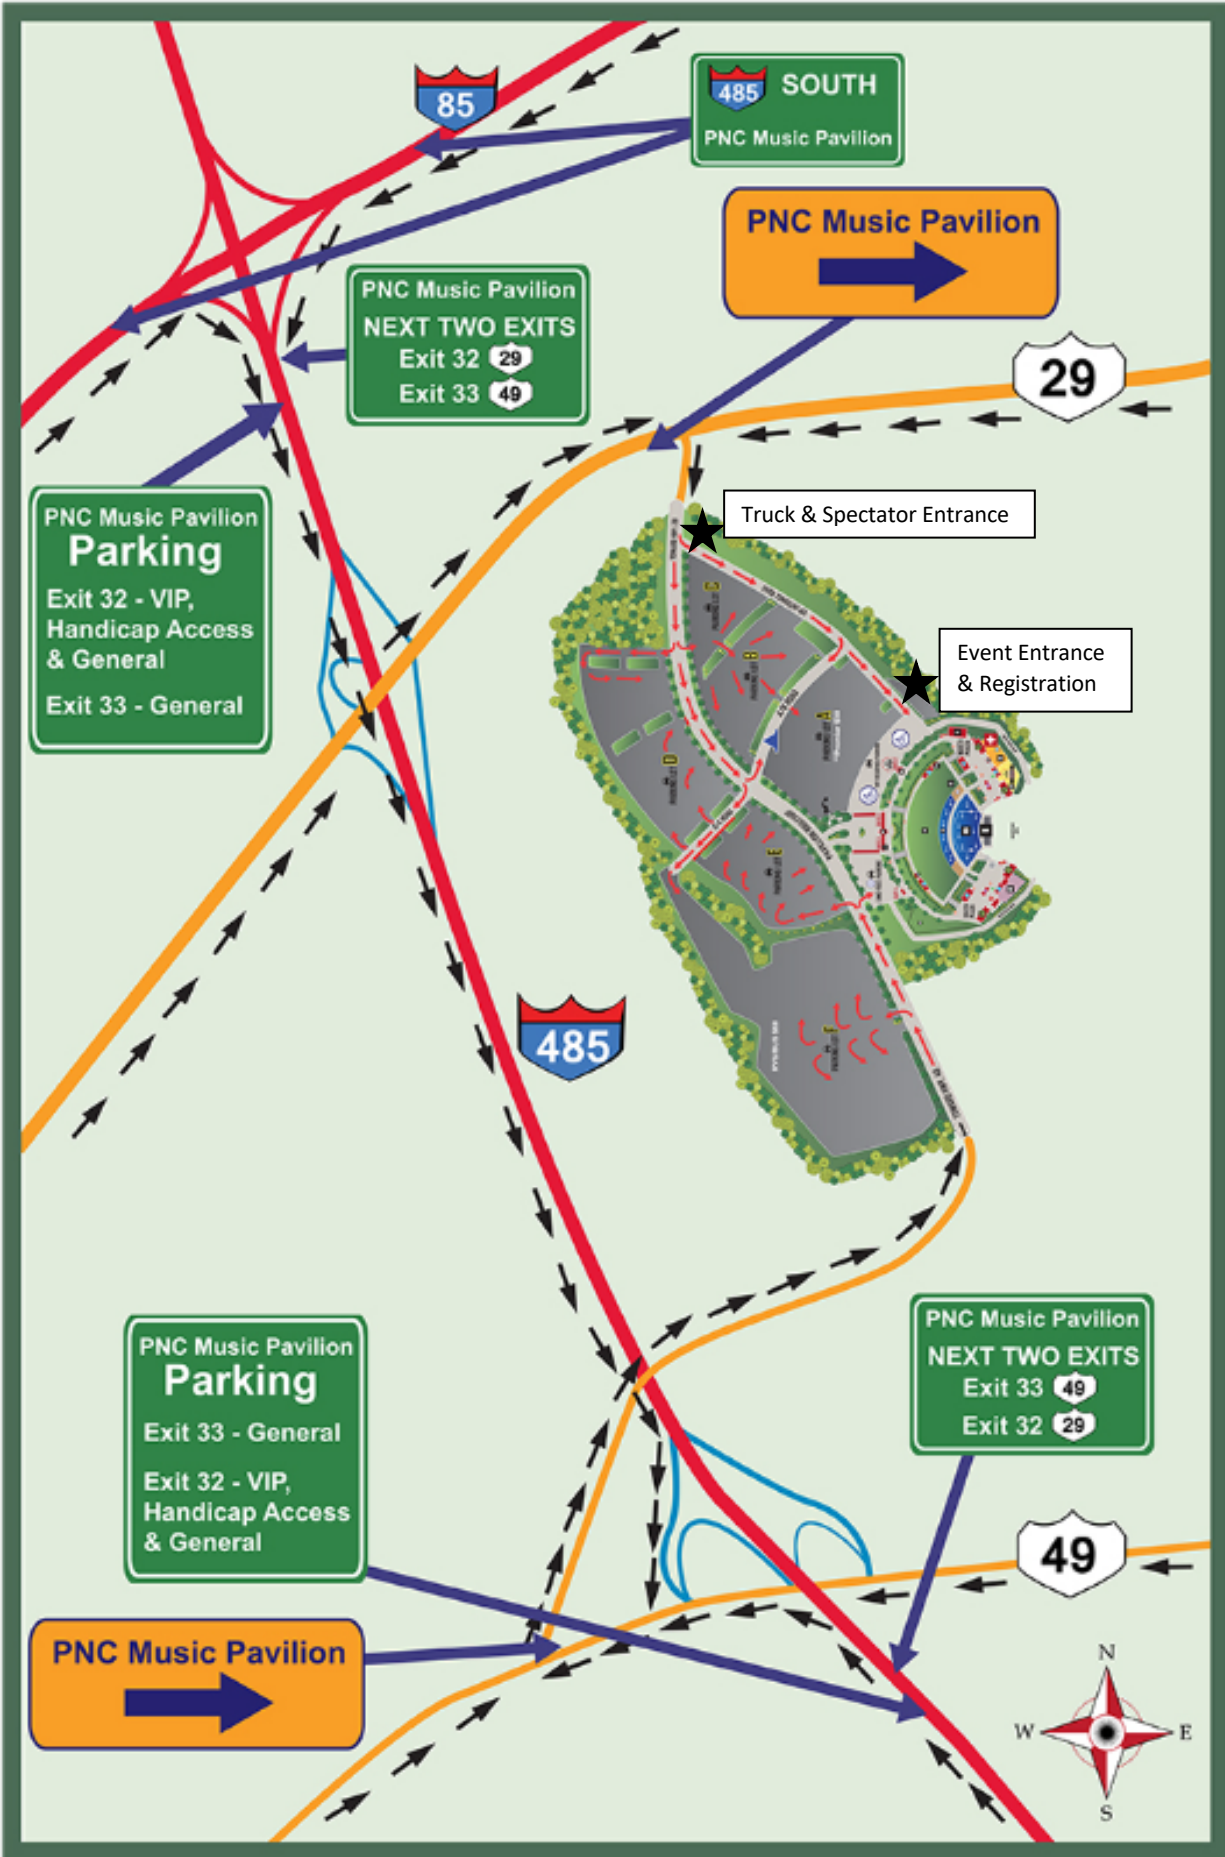 85
485 SOUTH
PNC Music Pavilion
PNC Music Pavilion
PNC Music Pavilion
NEXT TWO EXITS
Exit 32 29
Exit 33 49
29
PNC Music Pavilion
Parking
Exit 32 - VIP,
Handicap Access
& General
Exit 33 - General
Truck & Spectator Entrance
Event Entrance
& Registration
485
PNC Music Pavilion
Parking
Exit 33 - General
Exit 32 - VIP,
Handicap Access
& General
PNC Music Pavilion
NEXT TWO EXITS
Exit 33 49
Exit 32 29
49
PNC Music Pavilion
N
W
E
S